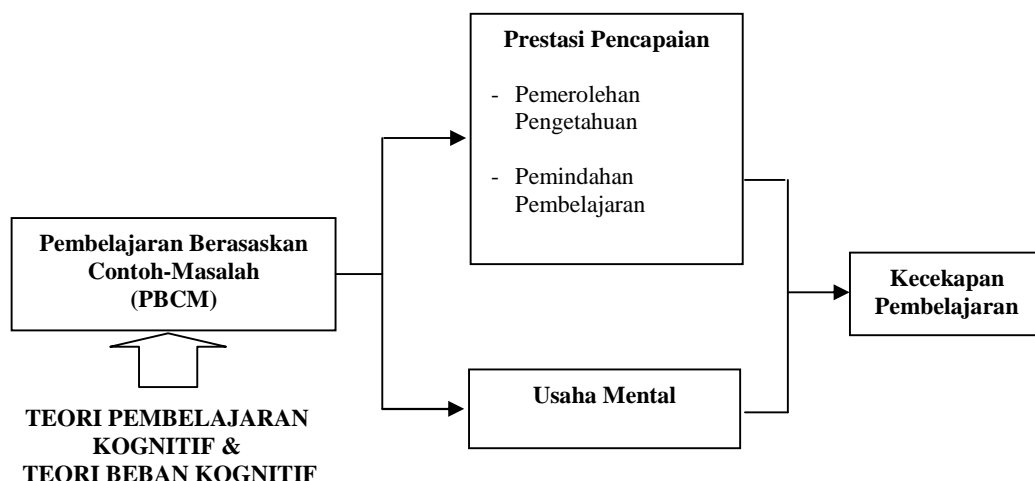 Prestasi Pencapaian
- Pemerolehan
Pengetahuan
- Pemindahan
Pembelajaran
Pembelajaran Berasaskan
Contoh-Masalah
(PBCM)
Kecekapan
Pembelajaran
Usaha Mental
TEORI PEMBELAJARAN
KOGNITIF &
TEORI BEBAN KOGNITIF